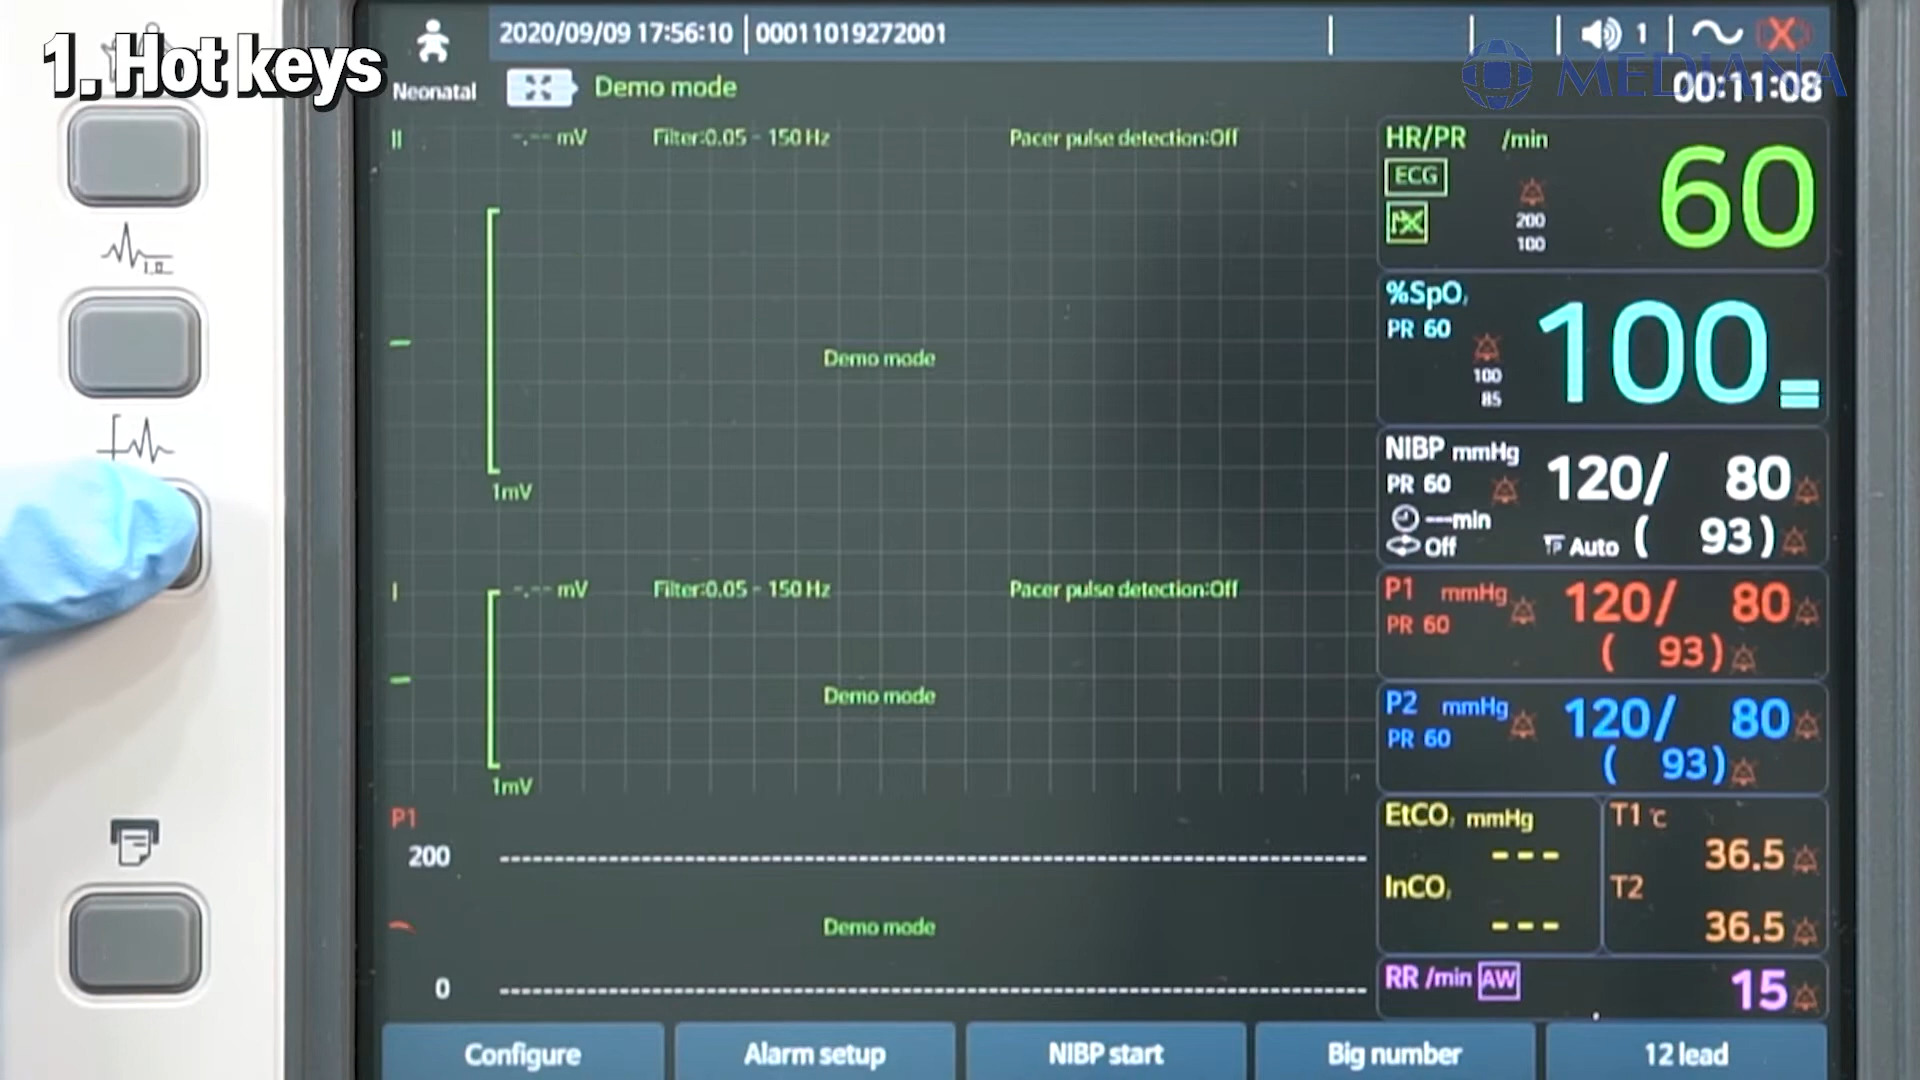 1. Hot keys
Neonatal
2020/09/09 17:56:10
00011019272001
1
Demo mode
MEDIANA
00:11:08
II
-.-- mV
Filter:0.05 - 150 Hz
Pacer pulse detection:Off
Demo mode
1mV
I
-.-- mV
Filter:0.05 - 150 Hz
Pacer pulse detection:Off
Demo mode
1mV
P1
200
Demo mode
0
HR/PR /min
ECG
200
100
60
%SpO2
PR 60
100
85
100
NIBP mmHg
PR 60
120/ 80
---min
Off
Auto
( 93)
P1 mmHg
PR 60
120/ 80
( 93)
P2 mmHg
PR 60
120/ 80
( 93)
EtCO2 mmHg
---
InCO2
---
T1 °C
36.5
T2
36.5
RR /min AW
15
Configure
Alarm setup
NIBP start
Big number
12 lead